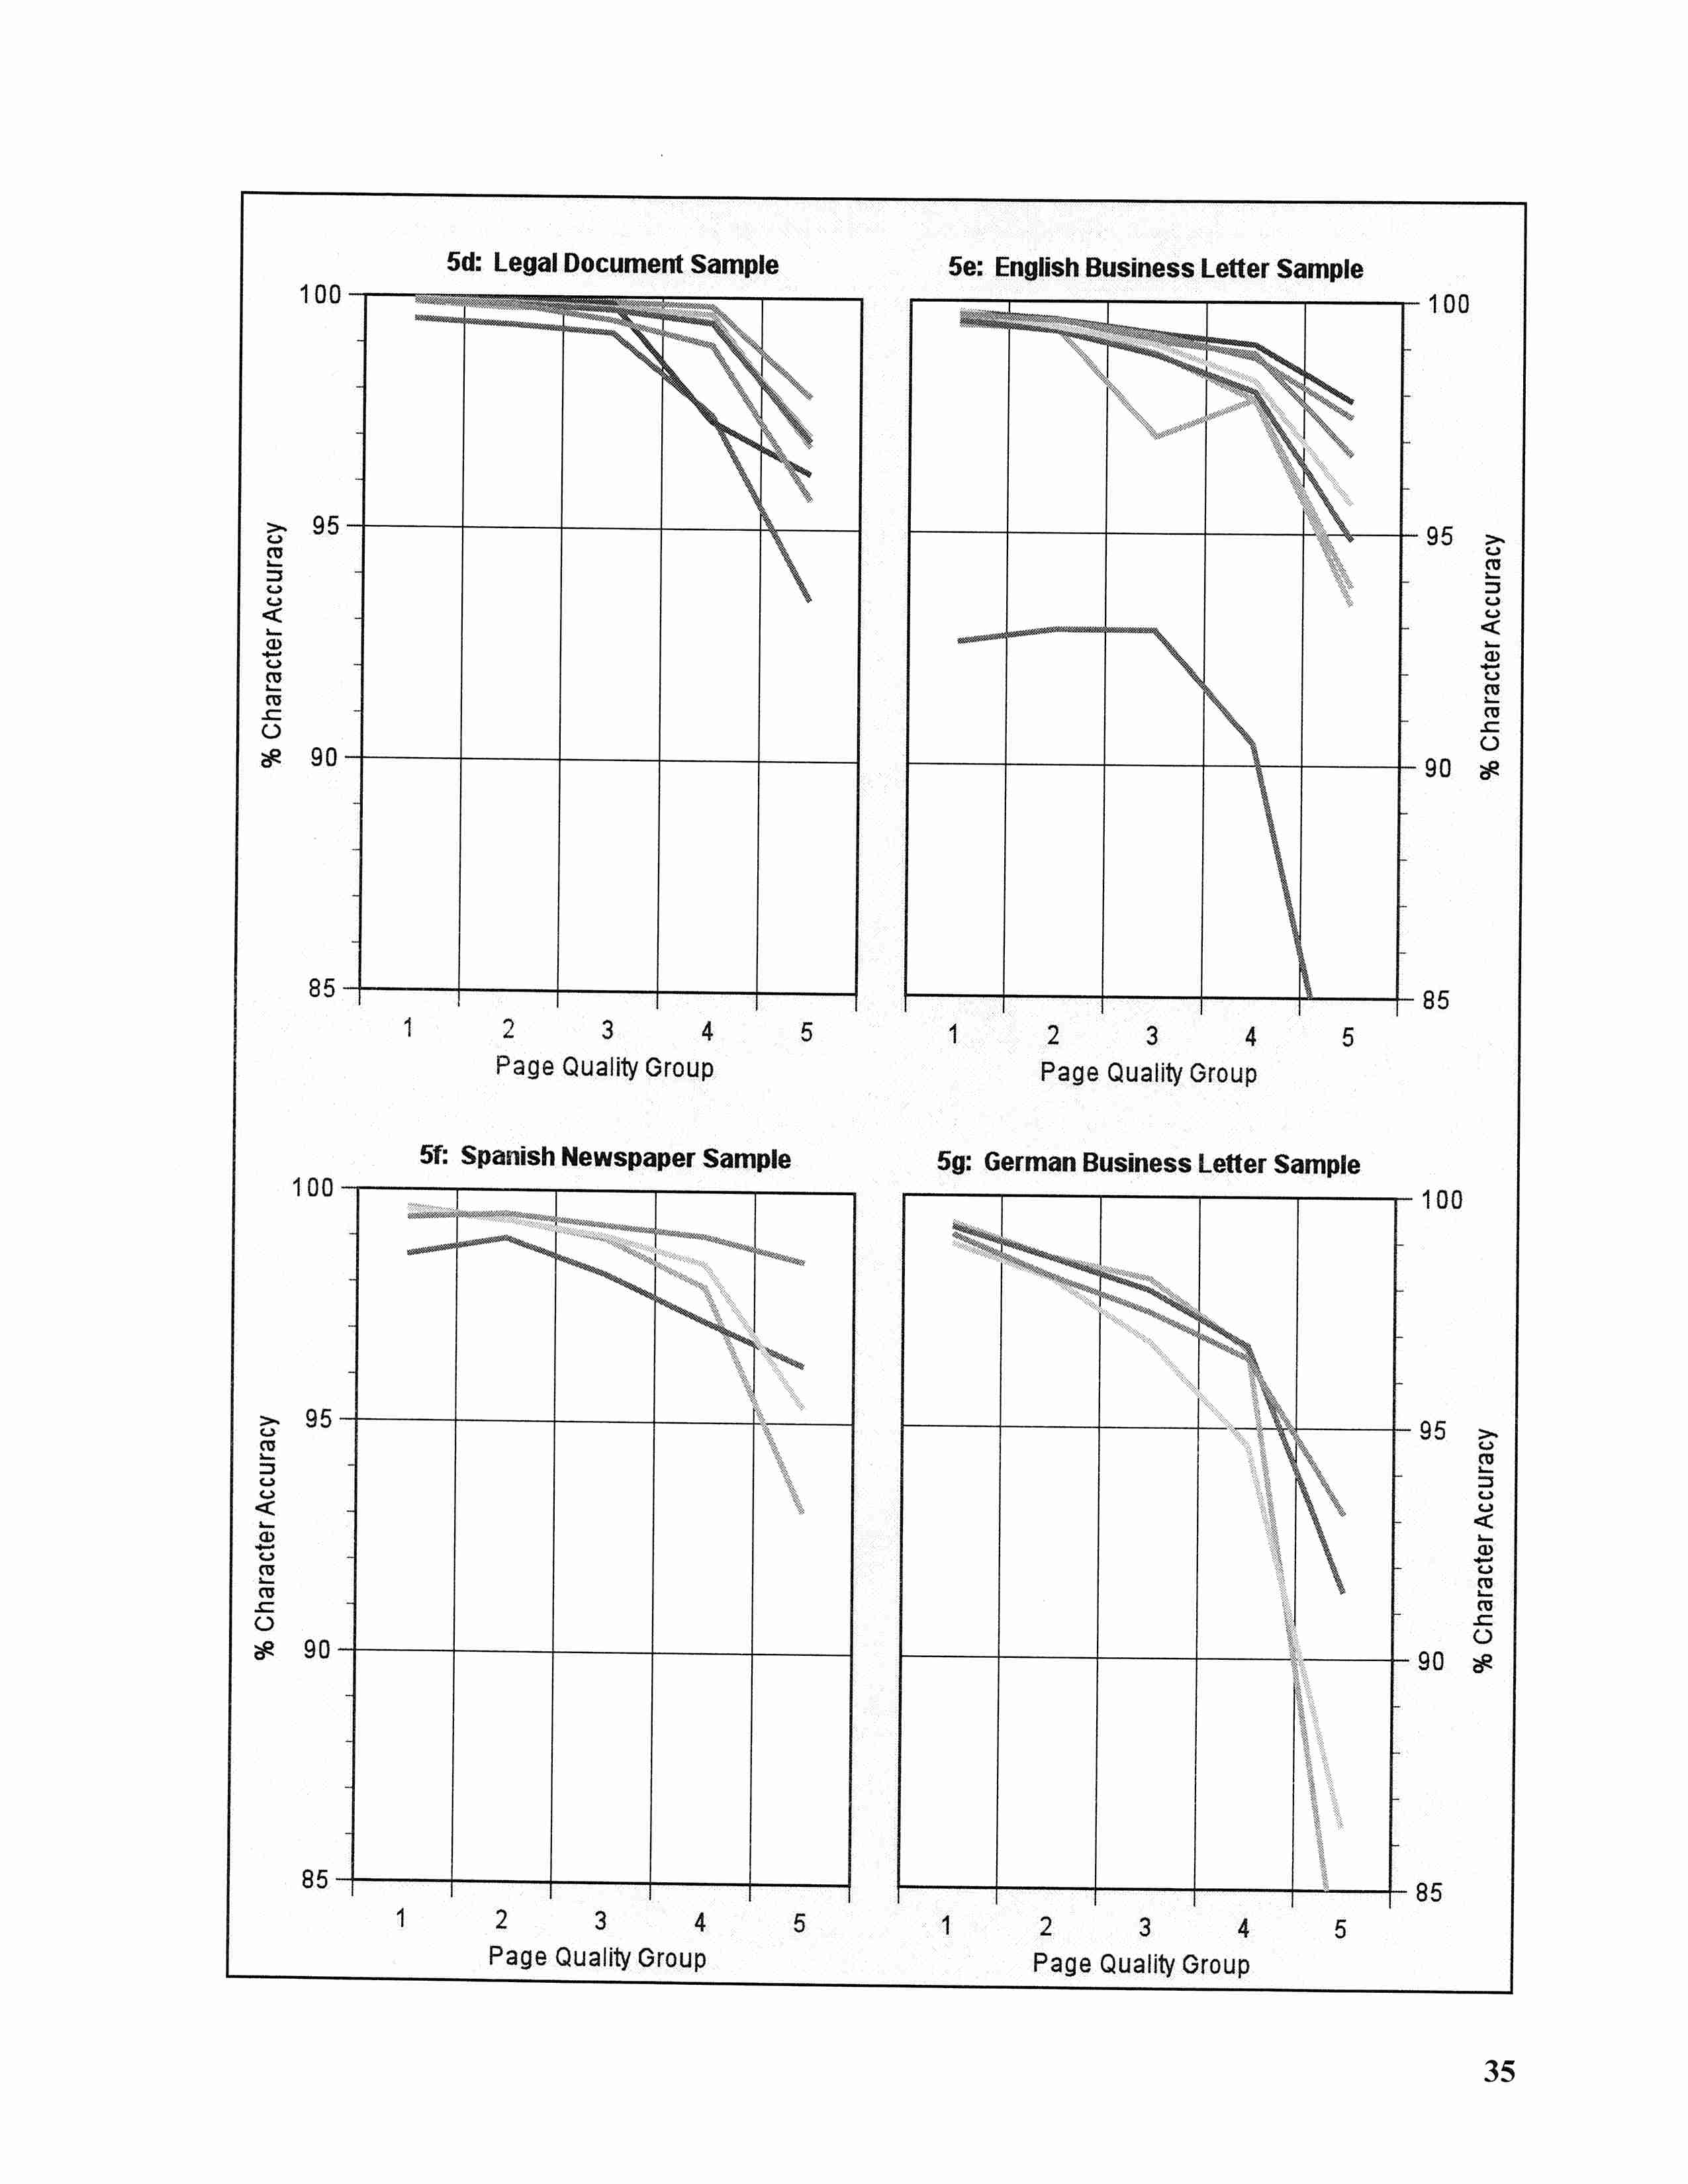 5d: Legal Document Sample
100
95
90
85
% Character Accuracy
1 2 3 4 5
Page Quality Group
5e: English Business Letter Sample
100
95
90
85
% Character Accuracy
1 2 3 4 5
Page Quality Group
5f: Spanish Newspaper Sample
100
95
90
85
% Character Accuracy
1 2 3 4 5
Page Quality Group
5g: German Business Letter Sample
100
95
90
85
% Character Accuracy
1 2 3 4 5
Page Quality Group
35